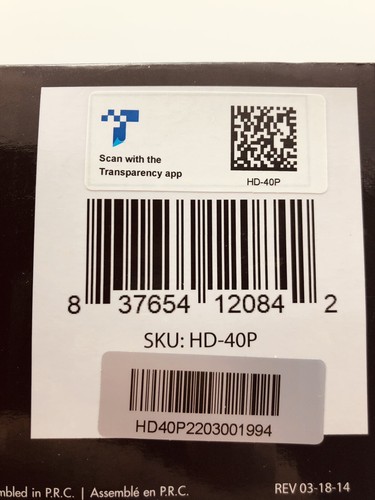 Scan with the
Transparency app
HD-40P
8 37654 12084 2
SKU: HD-40P
HD40P2203001994
mbled in P.R.C. | Assemblé en P.R.C.
REV 03-18-14